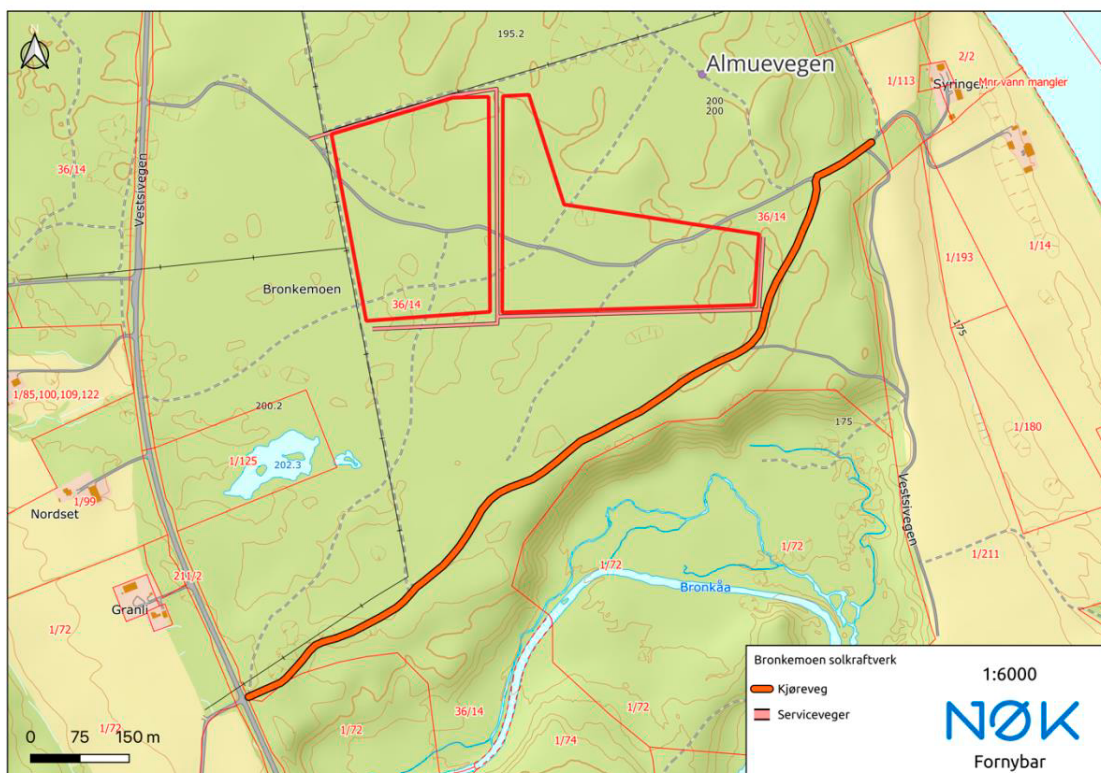 195.2
Almuevegen
2/2
1/113
Syringen
Mnr vann mangler
200
200
36/14
Vestsivegen
36/14
1/14
1/193
Bronkemoen
36/14
175
1/85,100,109,122
200.2
175
1/180
1/125
202.3
1/99
Nordset
Vestsivegen
1/211
1/72
1/72
211/2
Bronkåa
Granli
1/72
Bronkemoen solkraftverk
1:6000
Kjøreveg
NØK
Serviceveger
Fornybar
36/14
1/72
1/72
1/72
1/74
0 75 150 m